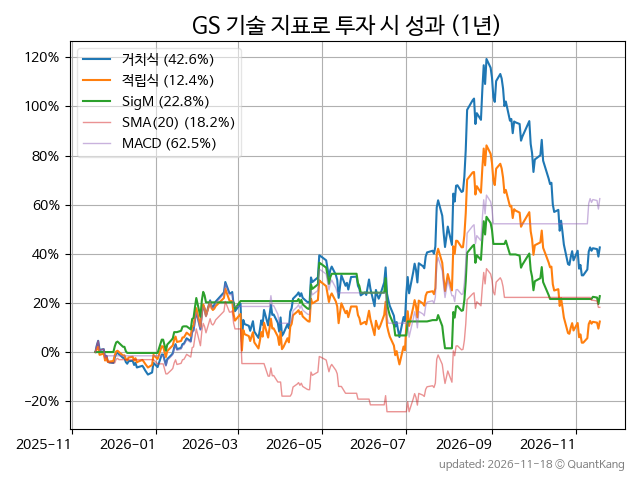 GS 기술 지표로 투자 시 성과 (1년)
120%
100%
80%
60%
40%
20%
0%
−20%
거치식 (42.6%)
적립식 (12.4%)
SigM (22.8%)
SMA(20) (18.2%)
MACD (62.5%)
2025-11
2026-01
2026-03
2026-05
2026-07
2026-09
2026-11
updated: 2026-11-18 © QuantKang